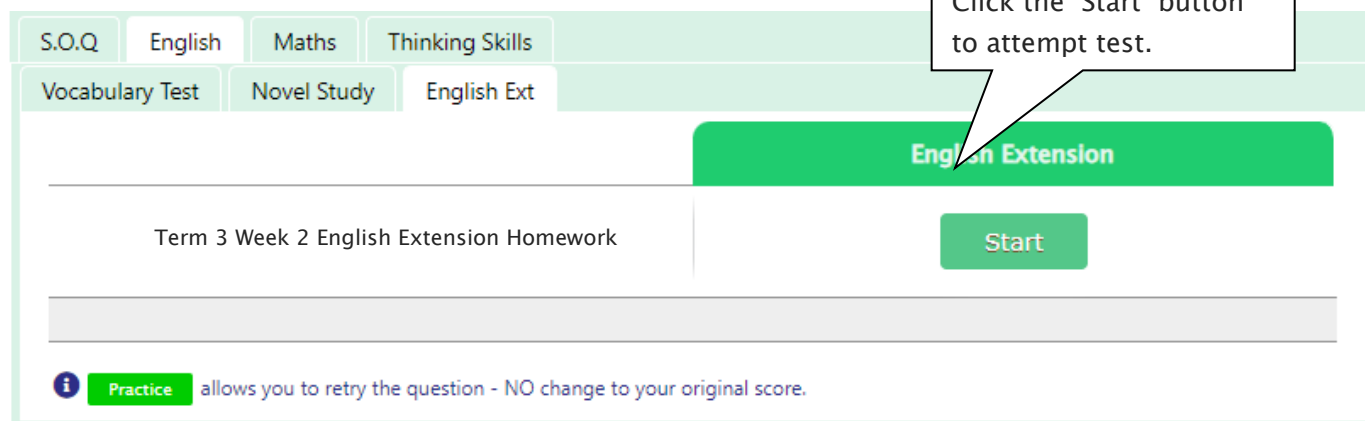 Click the 'Start' button
to attempt test.
S.O.Q English Maths Thinking Skills
Vocabulary Test Novel Study English Ext
English Extension
Term 3 Week 2 English Extension Homework Start
Practice allows you to retry the question - NO change to your original score.